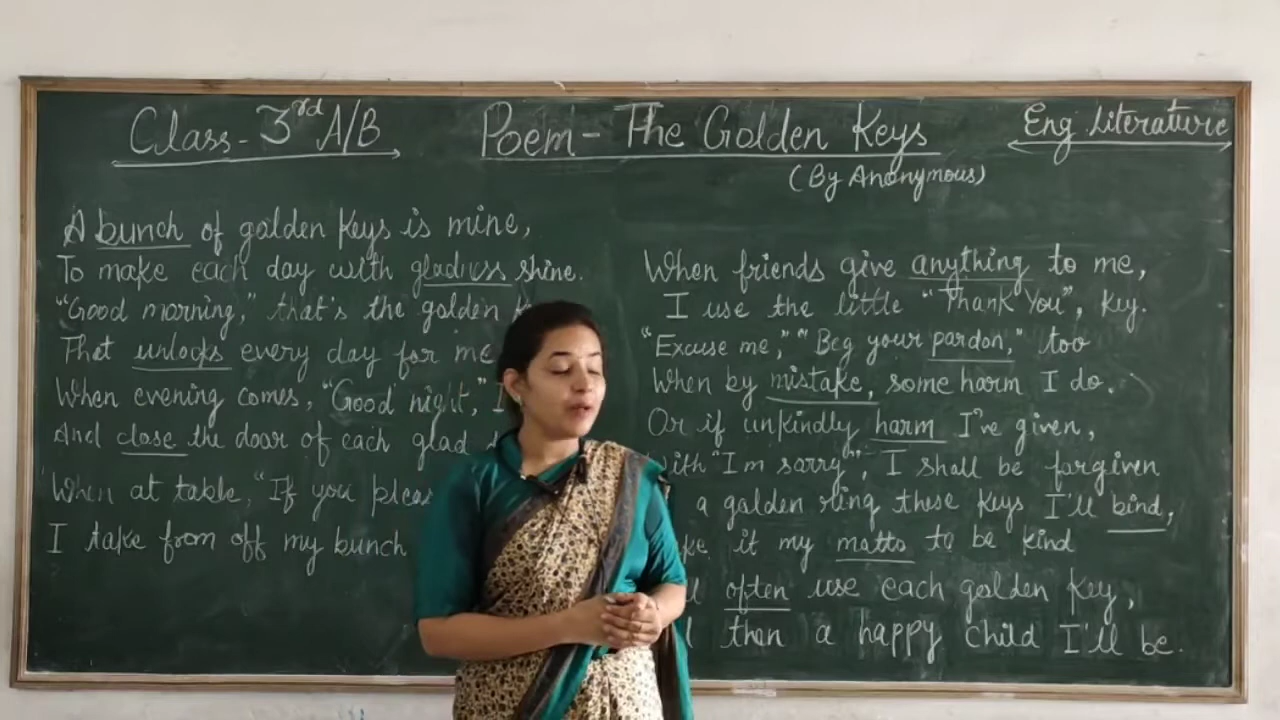 Class- 3rd A/B
Poem- The Golden Keys
Eng literature
(By Anonymous)
A bunch of golden keys is mine,
To make each day with gladness shine.
"Good morning," that's the golden
That unlocks every day for me
When evening comes, "Good night," I
And close the door of each glad
When at table, "If you
I take from off my bunch
When friends give anything to me,
I use the little "Thank You", key.
"Excuse me," "Beg your pardon," too
When by mistake, some harm I do.
Or if unkindly harm I've given,
"I'm sorry", I shall be forgiven
a golden ring these keys I'll bind,
it my motto to be kind
often use each golden key,
then a happy child I'll be.